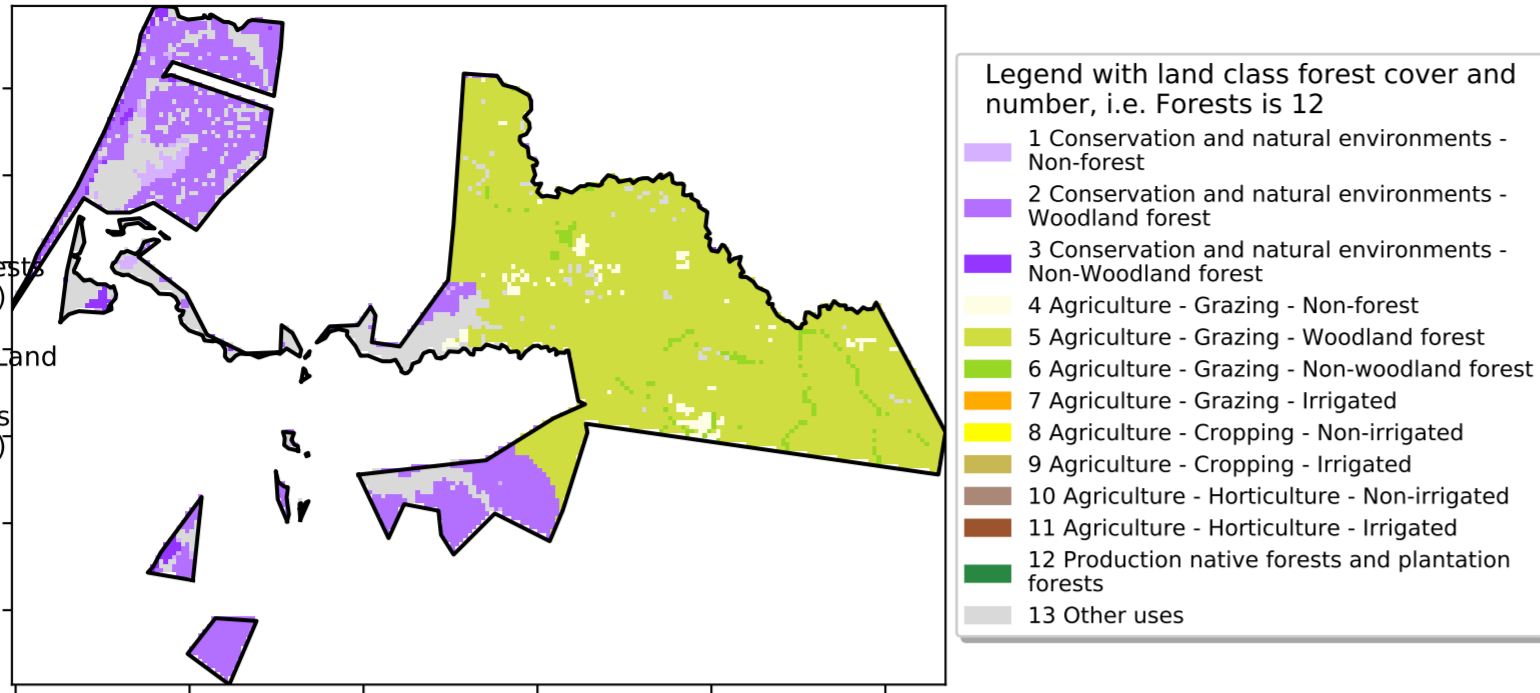 ests
)
Land
s
)
Legend with land class forest cover and
number, i.e. Forests is 12
1 Conservation and natural environments -
Non-forest
2 Conservation and natural environments -
Woodland forest
3 Conservation and natural environments -
Non-Woodland forest
4 Agriculture - Grazing - Non-forest
5 Agriculture - Grazing - Woodland forest
6 Agriculture - Grazing - Non-woodland forest
7 Agriculture - Grazing - Irrigated
8 Agriculture - Cropping - Non-irrigated
9 Agriculture - Cropping - Irrigated
10 Agriculture - Horticulture - Non-irrigated
11 Agriculture - Horticulture - Irrigated
12 Production native forests and plantation
forests
13 Other uses